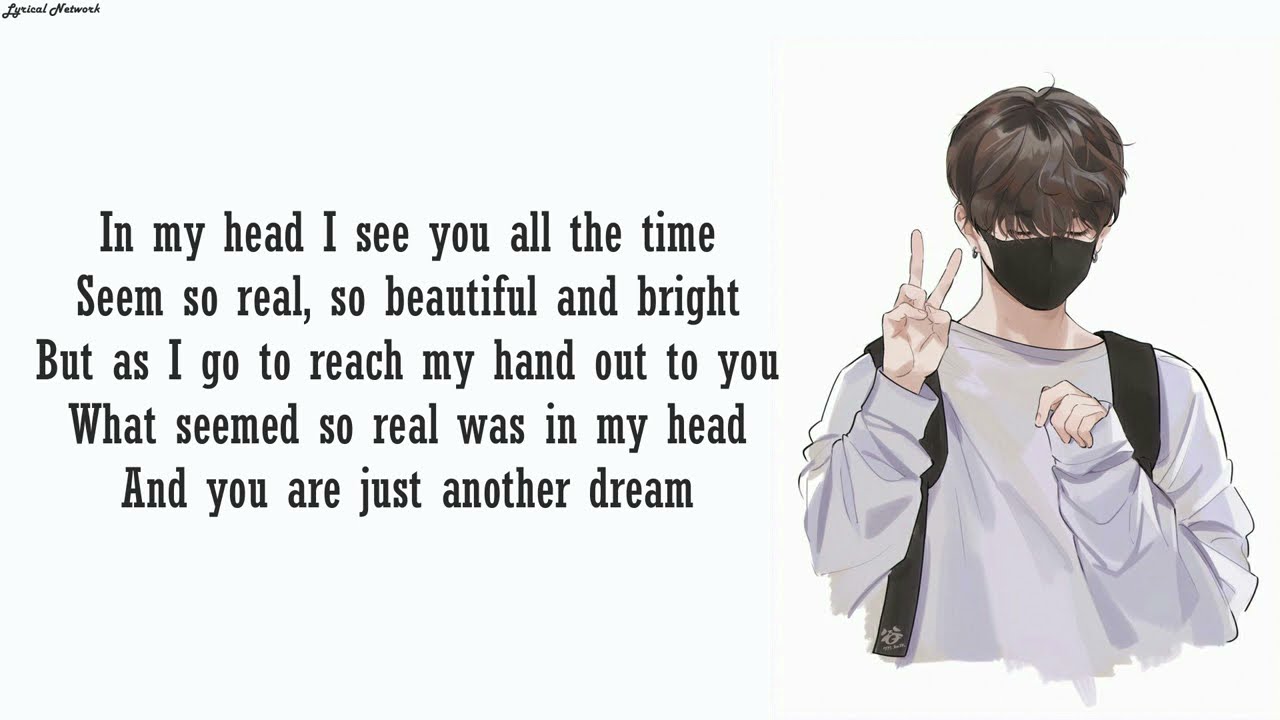 Lyrical Network
In my head I see you all the time
Seem so real, so beautiful and bright
But as I go to reach my hand out to you
What seemed so real was in my head
And you are just another dream